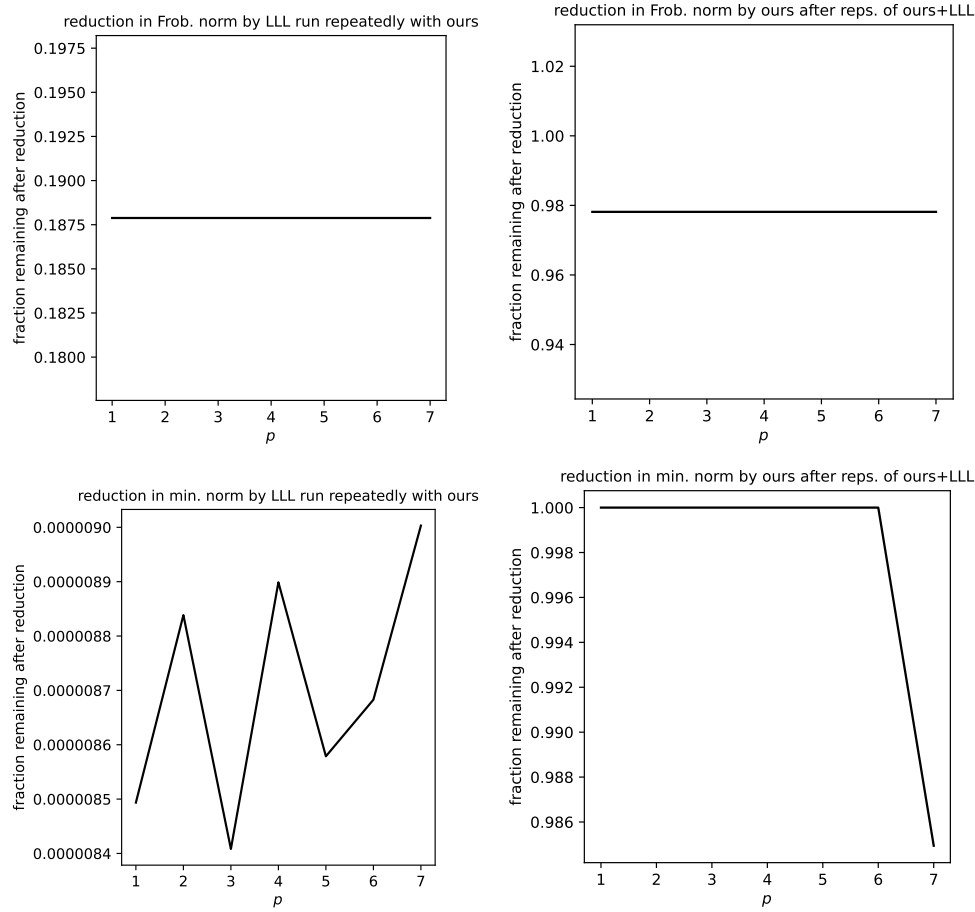 reduction in Frob. norm by LLL run repeatedly with ours
fraction remaining after reduction
0.1975
0.1950
0.1925
0.1900
0.1875
0.1850
0.1825
0.1800
1 2 3 4 5 6 7
p
reduction in Frob. norm by ours after reps. of ours+LLL
fraction remaining after reduction
1.02
1.00
0.98
0.96
0.94
1 2 3 4 5 6 7
p
reduction in min. norm by LLL run repeatedly with ours
fraction remaining after reduction
0.0000090
0.0000089
0.0000088
0.0000087
0.0000086
0.0000085
0.0000084
1 2 3 4 5 6 7
p
reduction in min. norm by ours after reps. of ours+LLL
fraction remaining after reduction
1.000
0.998
0.996
0.994
0.992
0.990
0.988
0.986
1 2 3 4 5 6 7
p